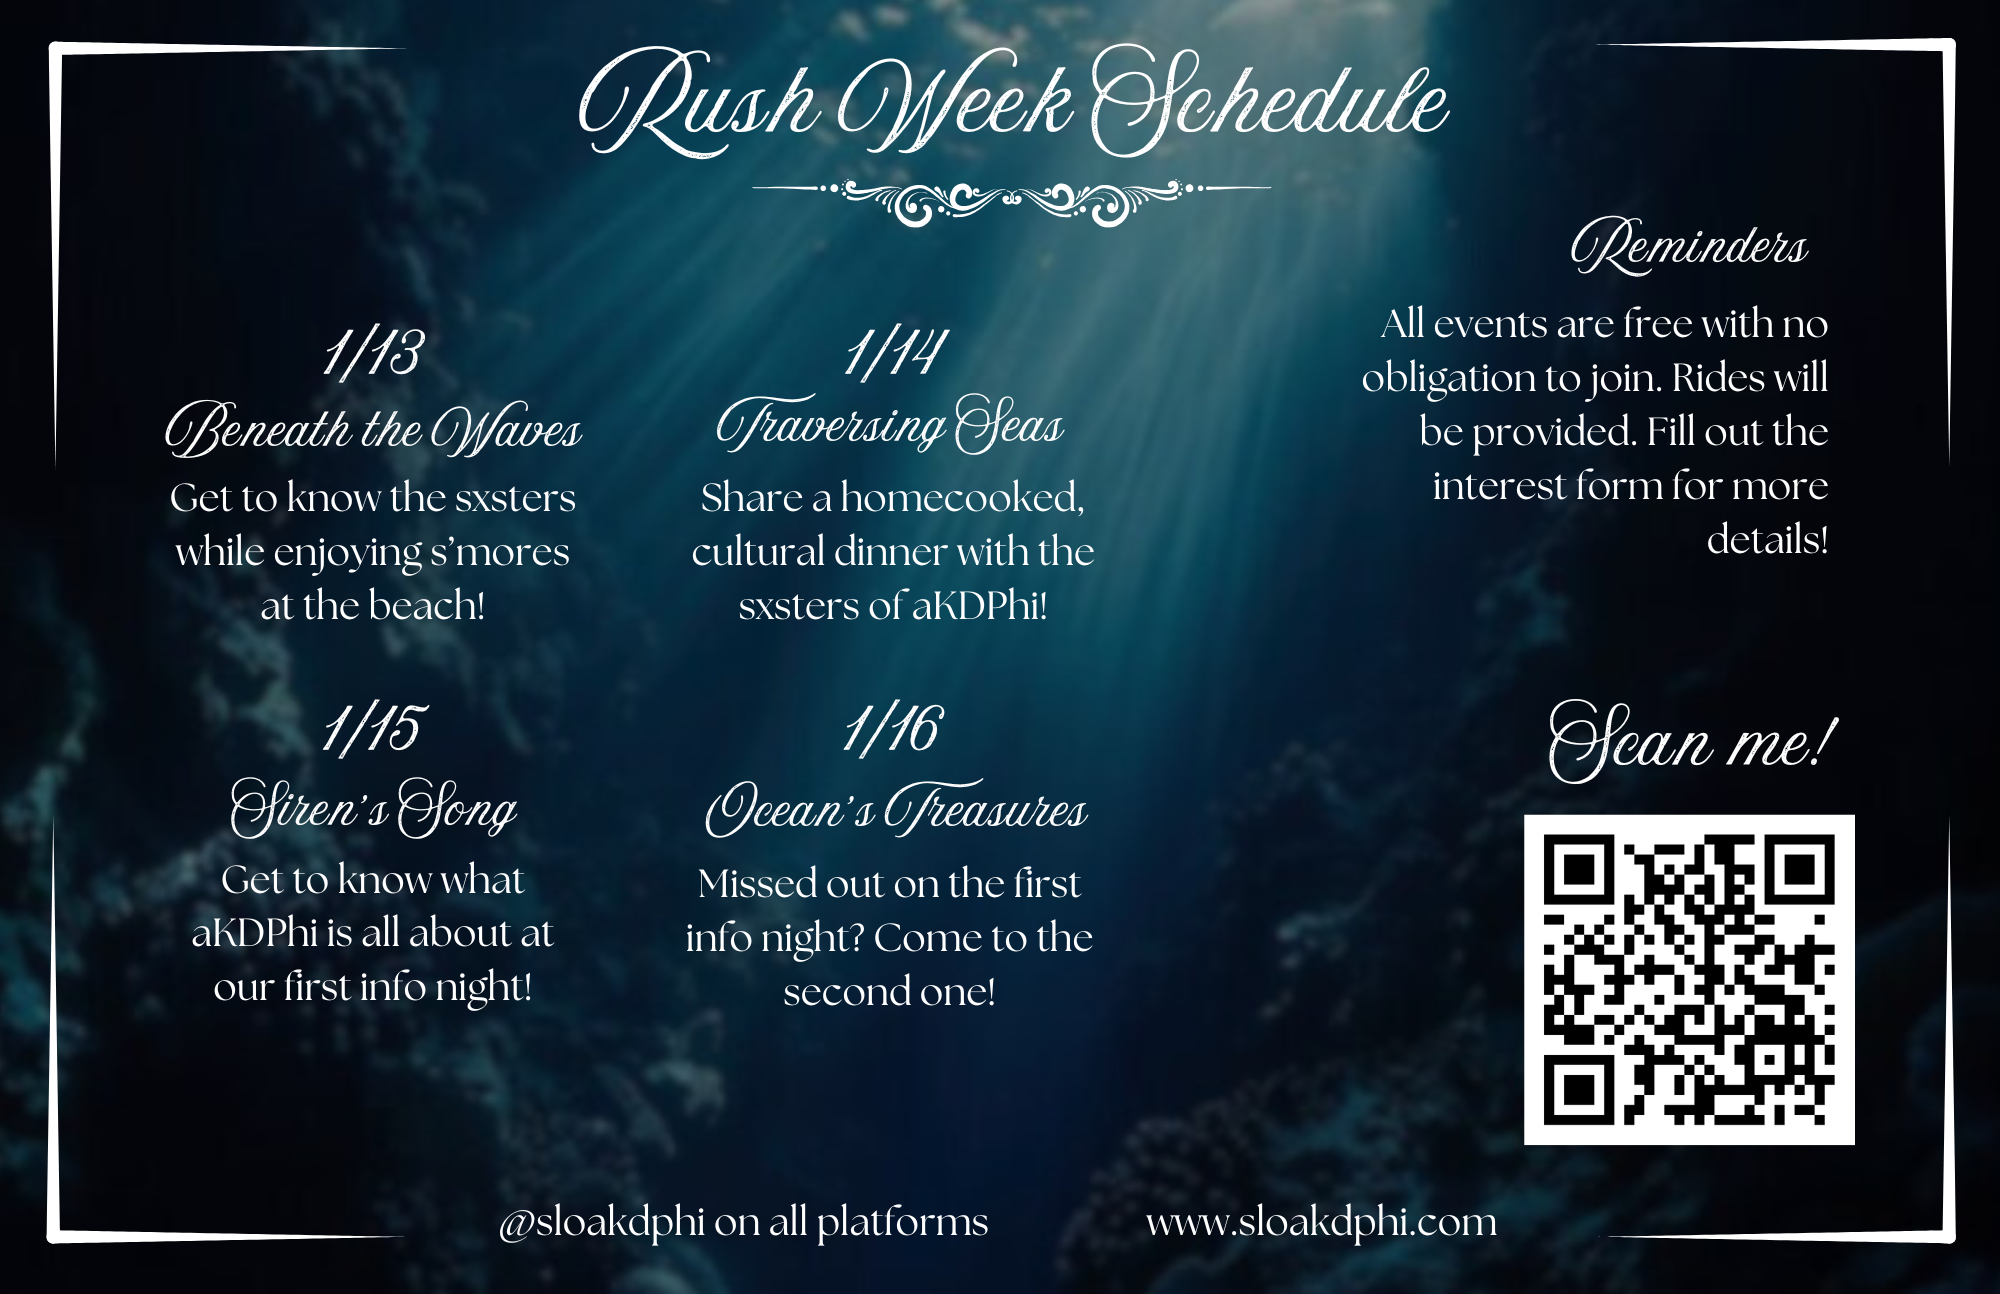 Rush Week Schedule
1/13
Beneath the Waves
Get to know the sxsters
while enjoying s'mores
at the beach!
1/14
Traversing Seas
Share a homecooked,
cultural dinner with the
sxsters of aKDPhi!
1/15
Siren's Song
Get to know what
aKDPhi is all about at
our first info night!
1/16
Ocean's Treasures
Missed out on the first
info night? Come to the
second one!
Reminders
All events are free with no
obligation to join. Rides will
be provided. Fill out the
interest form for more
details!
Scan me!
@sloakdphi on all platforms
www.sloakdphi.com